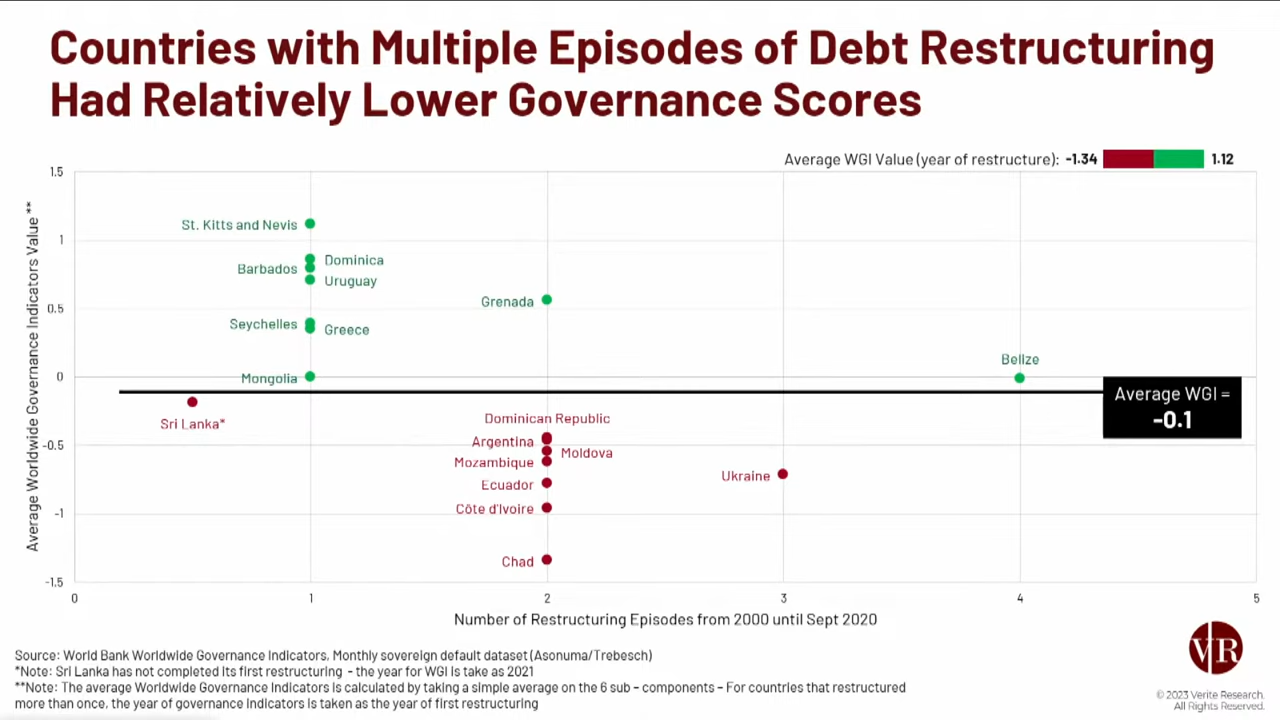 Countries with Multiple Episodes of Debt Restructuring
Had Relatively Lower Governance Scores
Average WGI Value (year of restructure): -1.34 1.12
Average Worldwide Governance Indicators Value **
1.5
1
0.5
0
-0.5
-1
-1.5
St. Kitts and Nevis
Dominica
Barbados
Uruguay
Grenada
Seychelles
Greece
Belize
Mongolia
Average WGI =
-0.1
Sri Lanka*
Dominican Republic
Argentina
Moldova
Mozambique
Ukraine
Ecuador
Côte d'Ivoire
Chad
0 1 2 3 4 5
Number of Restructuring Episodes from 2000 until Sept 2020
Source: World Bank Worldwide Governance Indicators, Monthly sovereign default dataset (Asonuma/Trebesch)
*Note: Sri Lanka has not completed its first restructuring - the year for WGI is take as 2021
**Note: The average Worldwide Governance Indicators is calculated by taking a simple average on the 6 sub - components - For countries that restructured
more than once, the year of governance indicators is taken as the year of first restructuring
VR
© 2023 Verite Research.
All Rights Reserved.